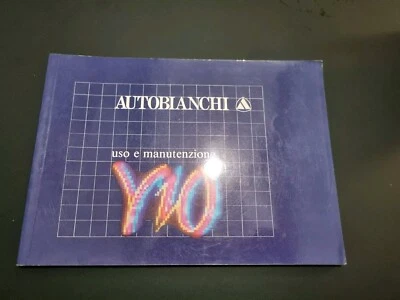 AUTOBIANCHI
uso e manutenzione
Y10